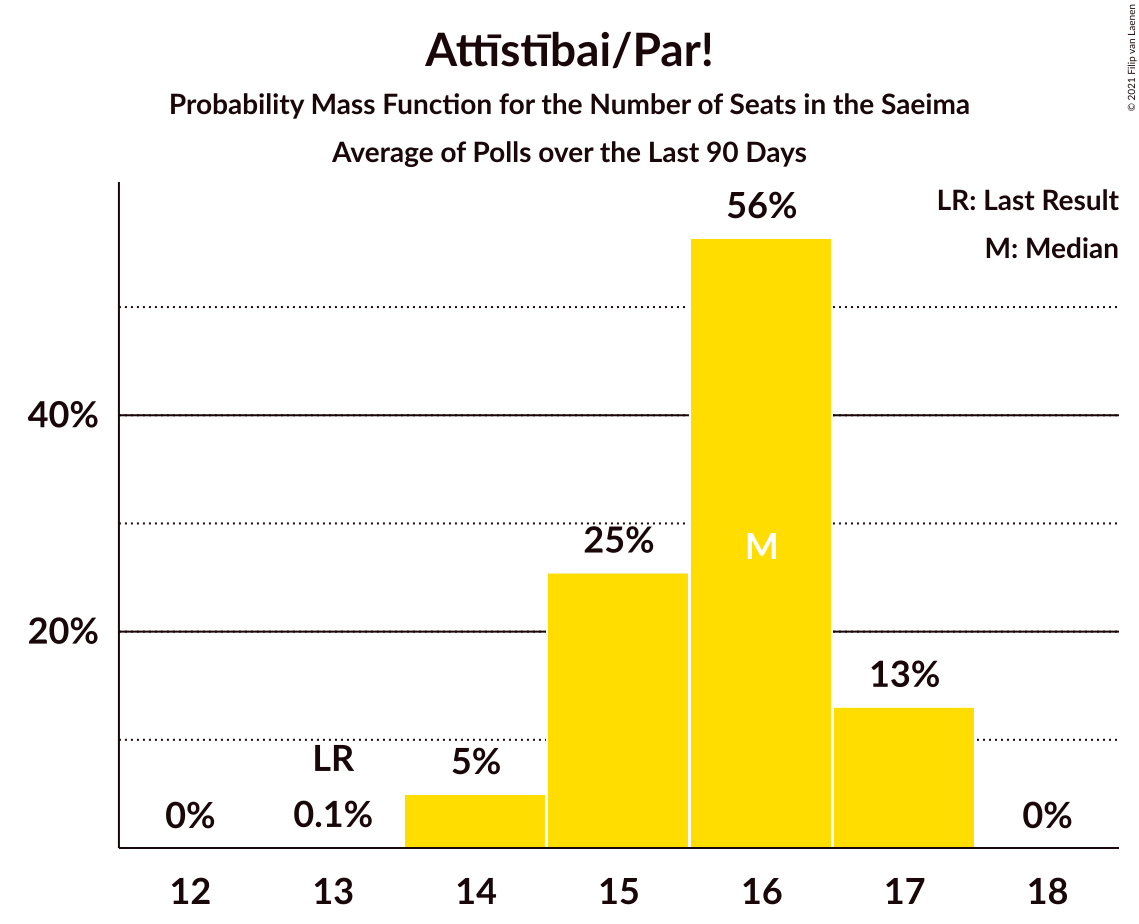 Attīstībai/Par!
Probability Mass Function for the Number of Seats in the Saeima
Average of Polls over the Last 90 Days
© 2021 Filip van Laenen
LR: Last Result
M: Median
56%
40%
25%
M
20%
13%
LR
5%
0%
0.1%
0%
12 13 14 15 16 17 18